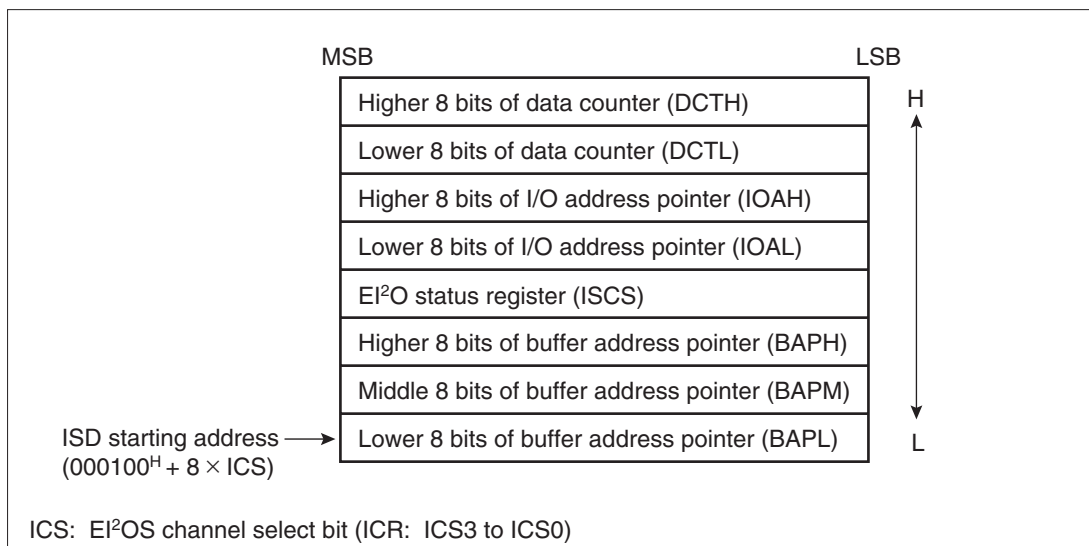 MSB LSB
Higher 8 bits of data counter (DCTH) H
Lower 8 bits of data counter (DCTL)
Higher 8 bits of I/O address pointer (IOAH)
Lower 8 bits of I/O address pointer (IOAL)
EI²O status register (ISCS)
Higher 8 bits of buffer address pointer (BAPH)
Middle 8 bits of buffer address pointer (BAPM)
ISD starting address Lower 8 bits of buffer address pointer (BAPL) L
(000100ᴴ + 8 × ICS)
ICS: EI²OS channel select bit (ICR: ICS3 to ICS0)